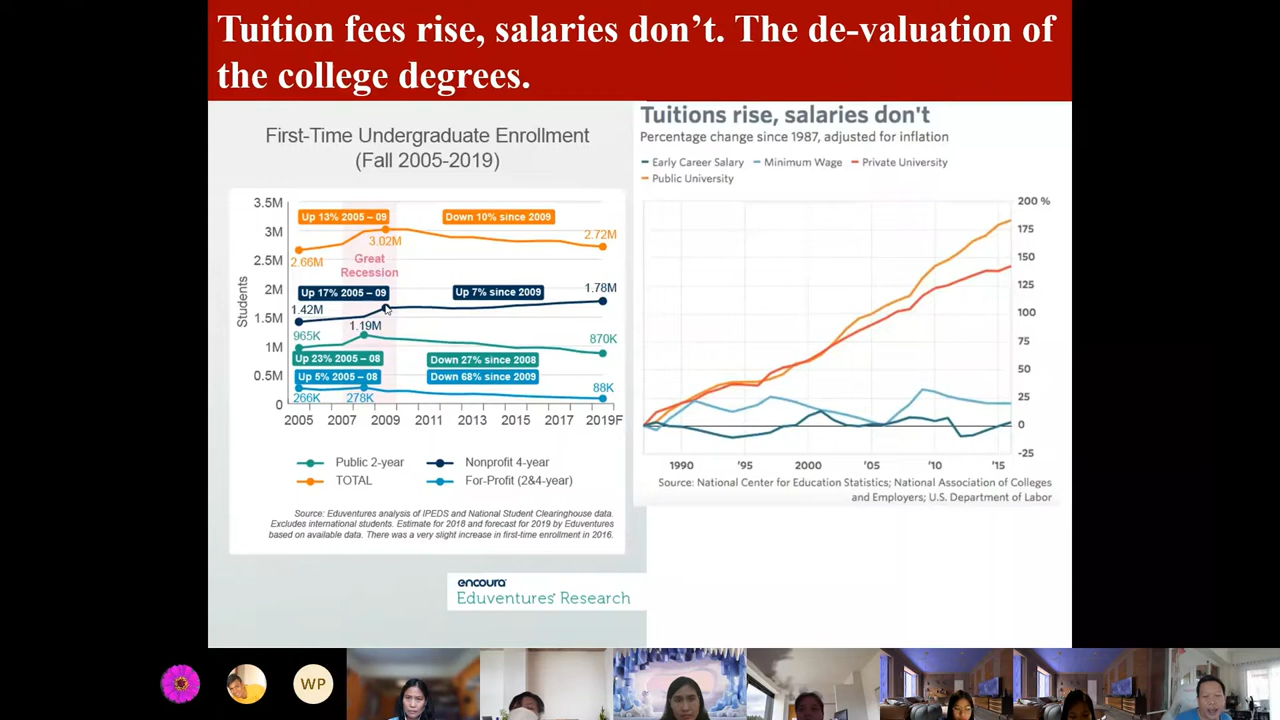 Tuition fees rise, salaries don't. The de-valuation of
the college degrees.
First-Time Undergraduate Enrollment
(Fall 2005-2019)
3.5M
3M
2.5M
2M
1.5M
1M
0.5M
0
Students
Up 13% 2005 – 09
Down 10% since 2009
2.66M
3.02M
2.72M
Great
Recession
Up 17% 2005 – 09
Up 7% since 2009
1.42M
1.78M
1.19M
965K
870K
Up 23% 2005 – 08
Down 27% since 2008
Up 5% 2005 – 08
Down 68% since 2009
266K
278K
88K
2005 2007 2009 2011 2013 2015 2017 2019F
Public 2-year
Nonprofit 4-year
TOTAL
For-Profit (2&4-year)
Source: Eduventures analysis of IPEDS and National Student Clearinghouse data.
Excludes international students. Estimate for 2018 and forecast for 2019 by Eduventures
based on available data. There was a very slight increase in first-time enrollment in 2016.
encoura
Eduventures Research
Tuitions rise, salaries don't
Percentage change since 1987, adjusted for inflation
Early Career Salary Minimum Wage Private University
Public University
200 %
175
150
125
100
75
50
25
0
-25
1990 '95 2000 '05 '10 '15
Source: National Center for Education Statistics; National Association of Colleges
and Employers; U.S. Department of Labor
WP